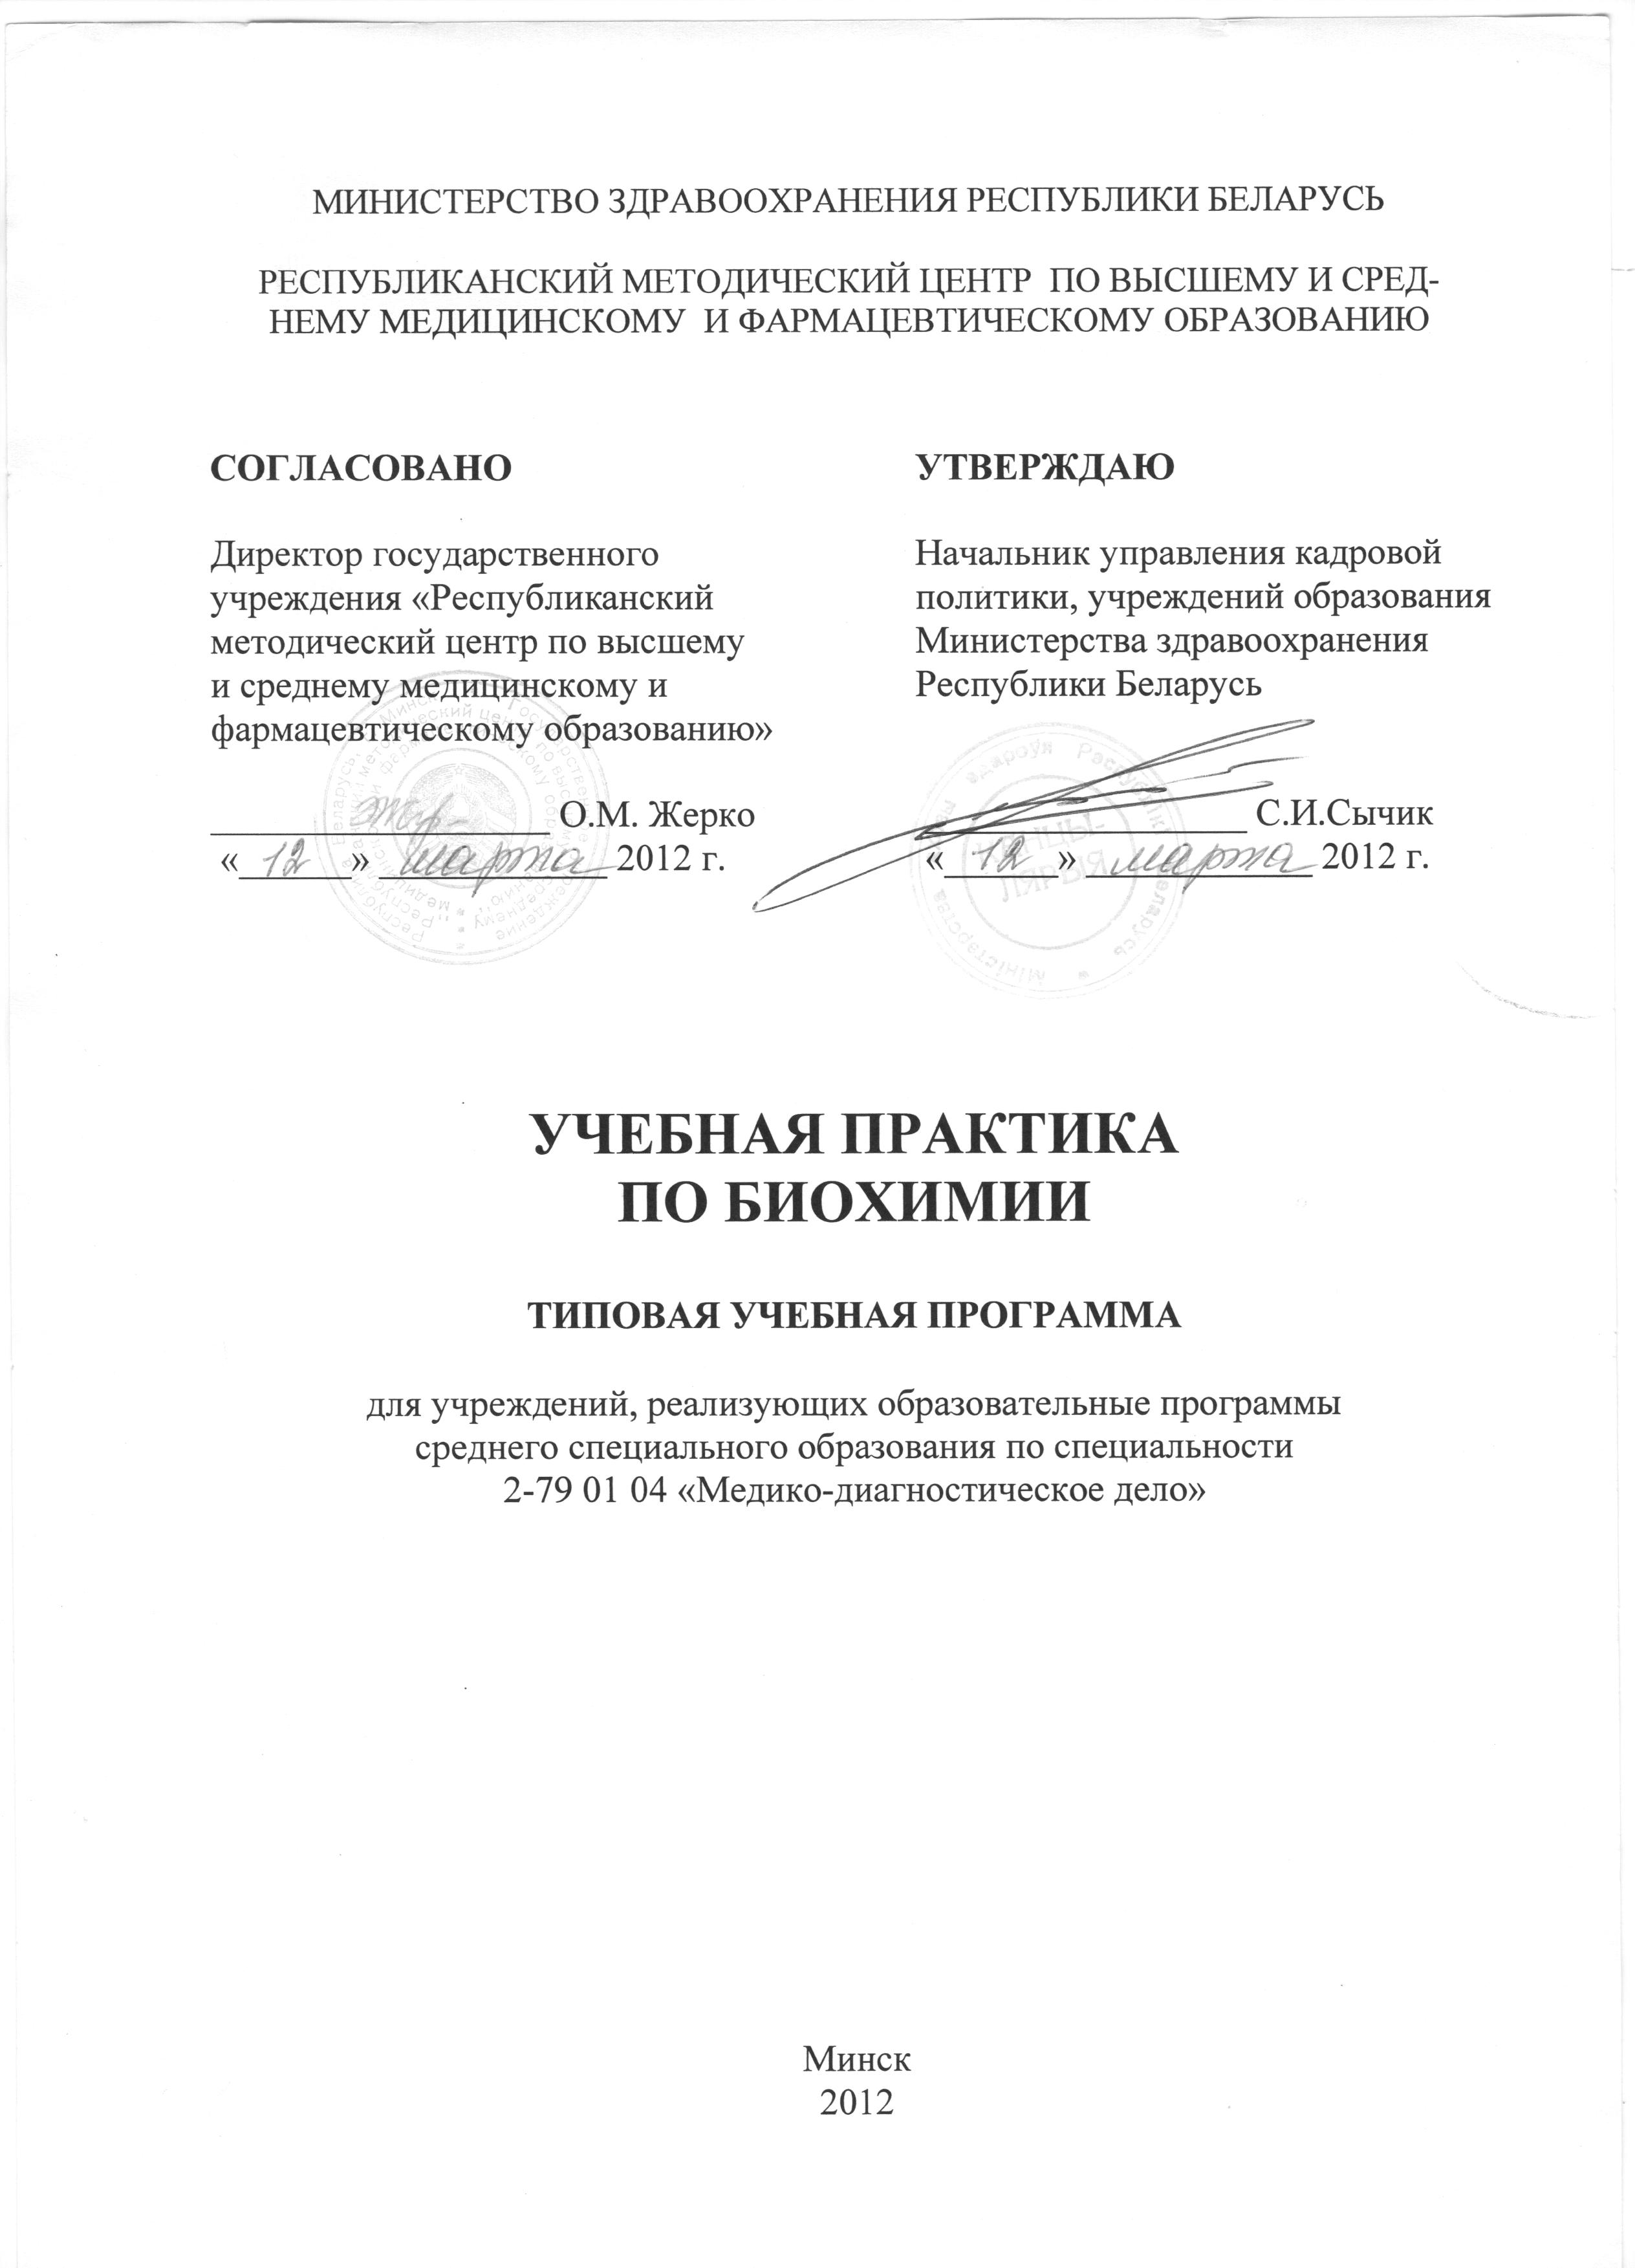 МИНИСТЕРСТВО ЗДРАВООХРАНЕНИЯ РЕСПУБЛИКИ БЕЛАРУСЬ
РЕСПУБЛИКАНСКИЙ МЕТОДИЧЕСКИЙ ЦЕНТР ПО ВЫСШЕМУ И СРЕД-
НЕМУ МЕДИЦИНСКОМУ И ФАРМАЦЕВТИЧЕСКОМУ ОБРАЗОВАНИЮ
СОГЛАСОВАНО
Директор государственного
учреждения «Республиканский
методический центр по высшему
и среднему медицинскому и
фармацевтическому образованию»
О.М. Жерко
«12» марта 2012 г.
УТВЕРЖДАЮ
Начальник управления кадровой
политики, учреждений образования
Министерства здравоохранения
Республики Беларусь
С.И.Сычик
«12» марта 2012 г.
УЧЕБНАЯ ПРАКТИКА
ПО БИОХИМИИ
ТИПОВАЯ УЧЕБНАЯ ПРОГРАММА
для учреждений, реализующих образовательные программы
среднего специального образования по специальности
2-79 01 04 «Медико-диагностическое дело»
Минск
2012